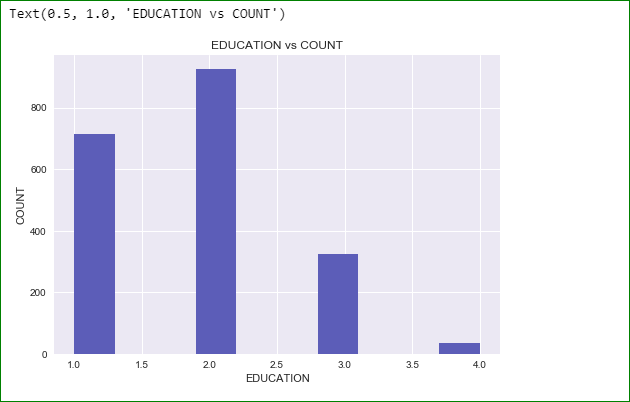 Text(0.5, 1.0, 'EDUCATION vs COUNT')
EDUCATION vs COUNT
800
600
400
200
0
COUNT
1.0 1.5 2.0 2.5 3.0 3.5 4.0
EDUCATION